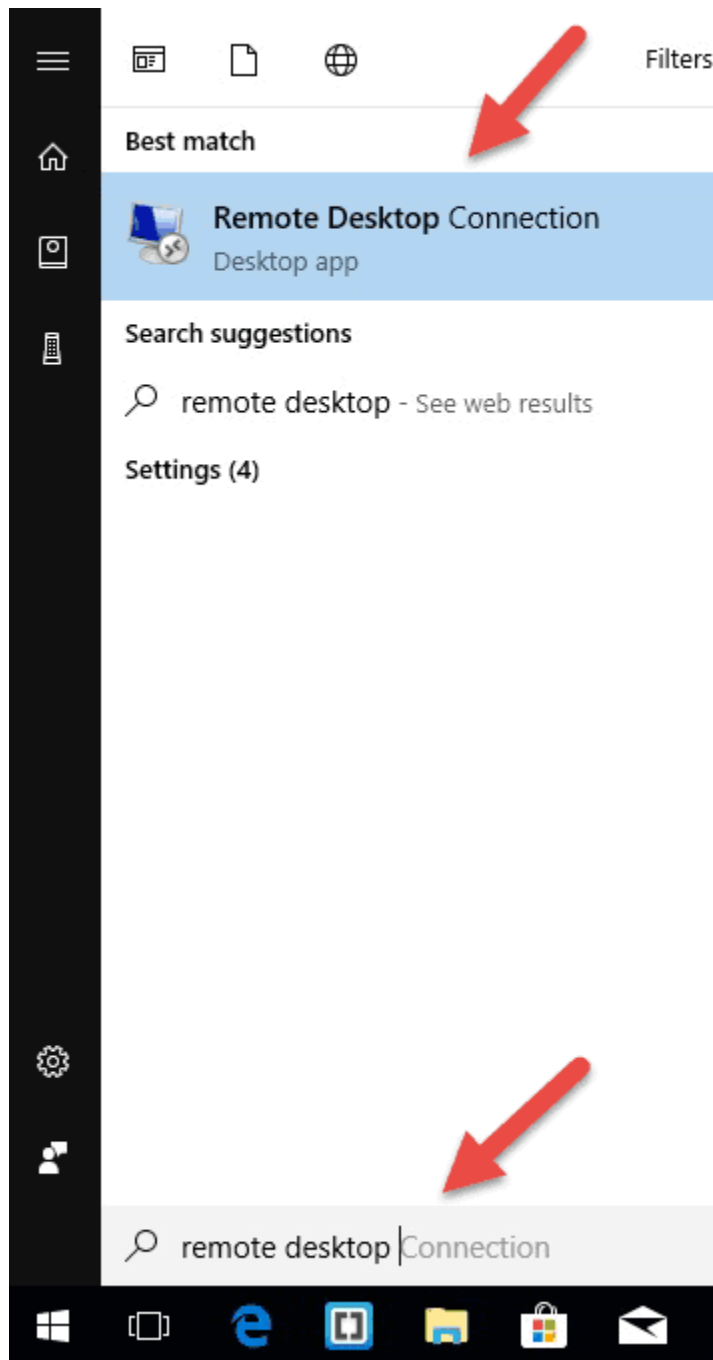 Filters
Best match
Remote Desktop Connection
Desktop app
Search suggestions
remote desktop - See web results
Settings (4)
remote desktop Connection